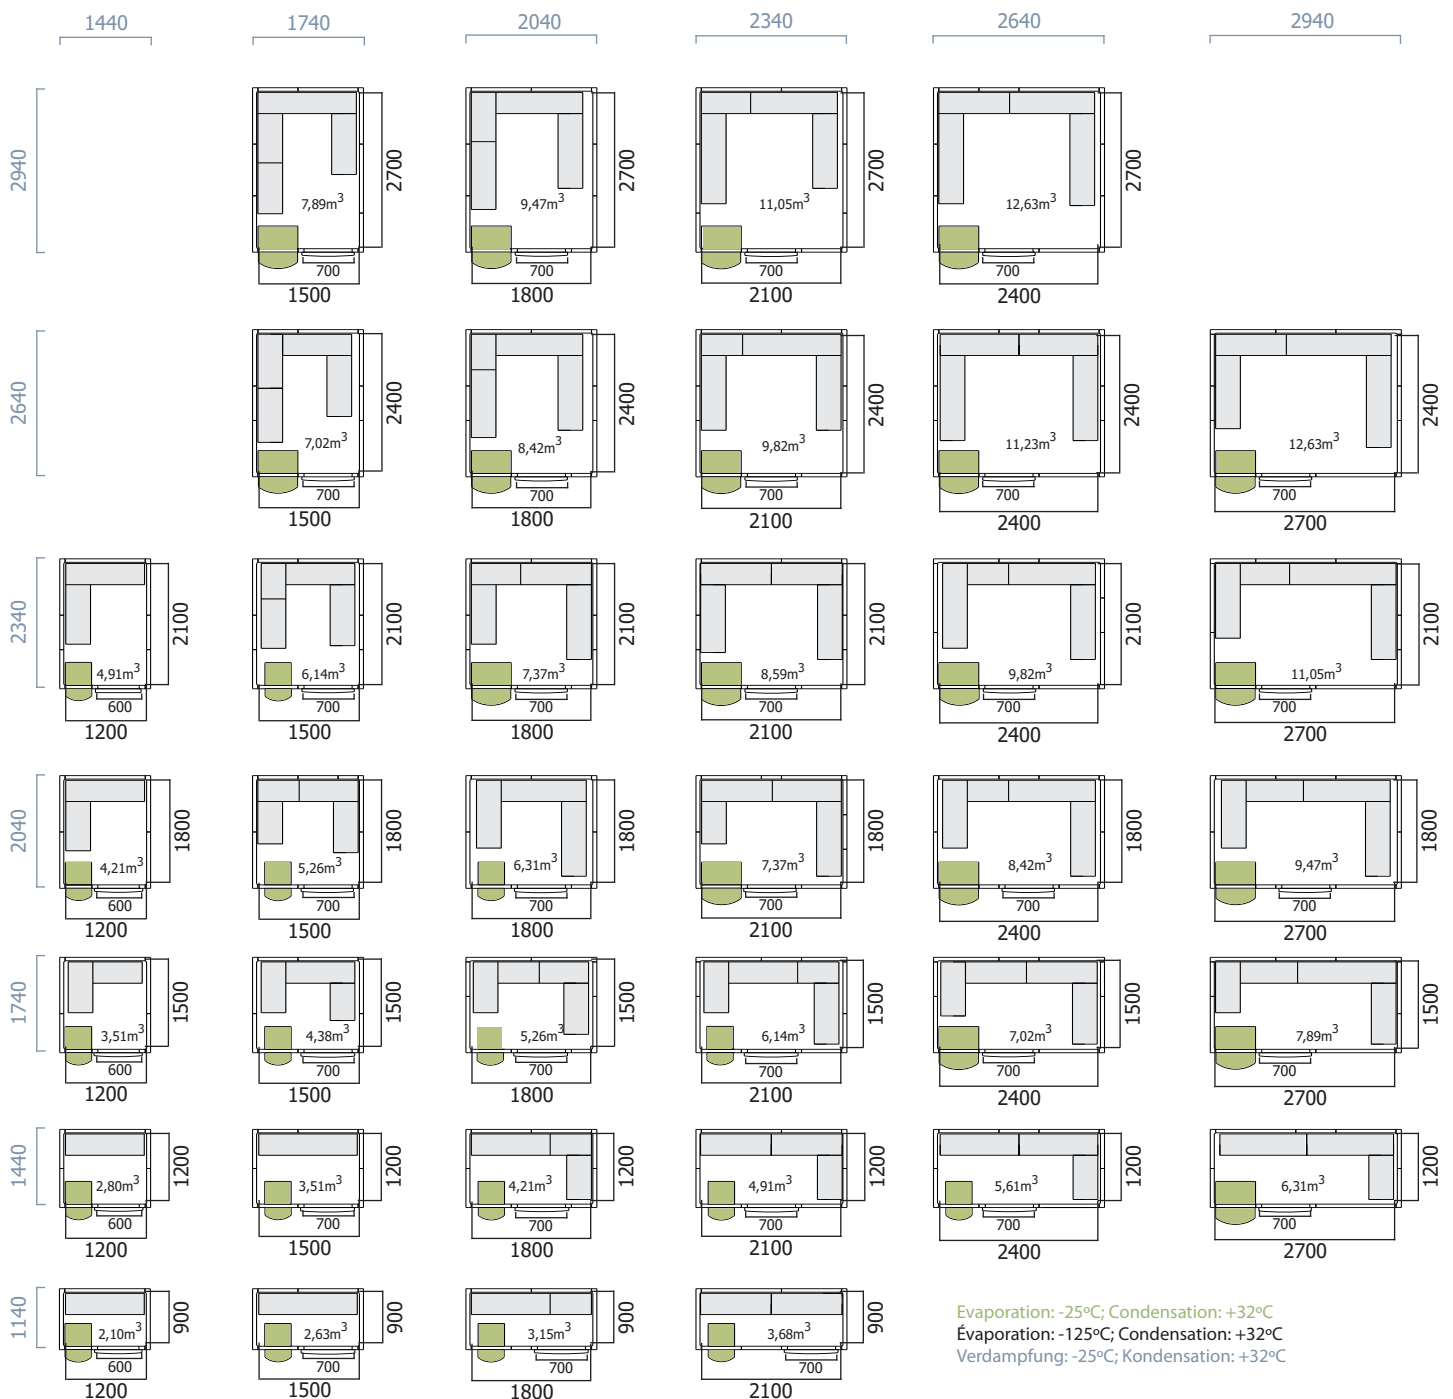 1440 1740 2040 2340 2640 2940
2940
7,89m³ 2700 9,47m³ 2700 11,05m³ 2700 12,63m³ 2700
700 700 700 700
1500 1800 2100 2400
2640
7,02m³ 2400 8,42m³ 2400 9,82m³ 2400 11,23m³ 2400 12,63m³ 2400
700 700 700 700 700
1500 1800 2100 2400 2700
2340
4,91m³ 2100 6,14m³ 2100 7,37m³ 2100 8,59m³ 2100 9,82m³ 2100 11,05m³ 2100
600 700 700 700 700 700
1200 1500 1800 2100 2400 2700
2040
4,21m³ 1800 5,26m³ 1800 6,31m³ 1800 7,37m³ 1800 8,42m³ 1800 9,47m³ 1800
600 700 700 700 700 700
1200 1500 1800 2100 2400 2700
1740
3,51m³ 1500 4,38m³ 1500 5,26m³ 1500 6,14m³ 1500 7,02m³ 1500 7,89m³ 1500
600 700 700 700 700 700
1200 1500 1800 2100 2400 2700
1440
2,80m³ 1200 3,51m³ 1200 4,21m³ 1200 4,91m³ 1200 5,61m³ 1200 6,31m³ 1200
600 700 700 700 700 700
1200 1500 1800 2100 2400 2700
1140
2,10m³ 900 2,63m³ 900 3,15m³ 900 3,68m³ 900
600 700 700 700
1200 1500 1800 2100
Evaporation: -25ºC; Condensation: +32ºC
Évaporation: -125ºC; Condensation: +32ºC
Verdampfung: -25ºC; Kondensation: +32ºC